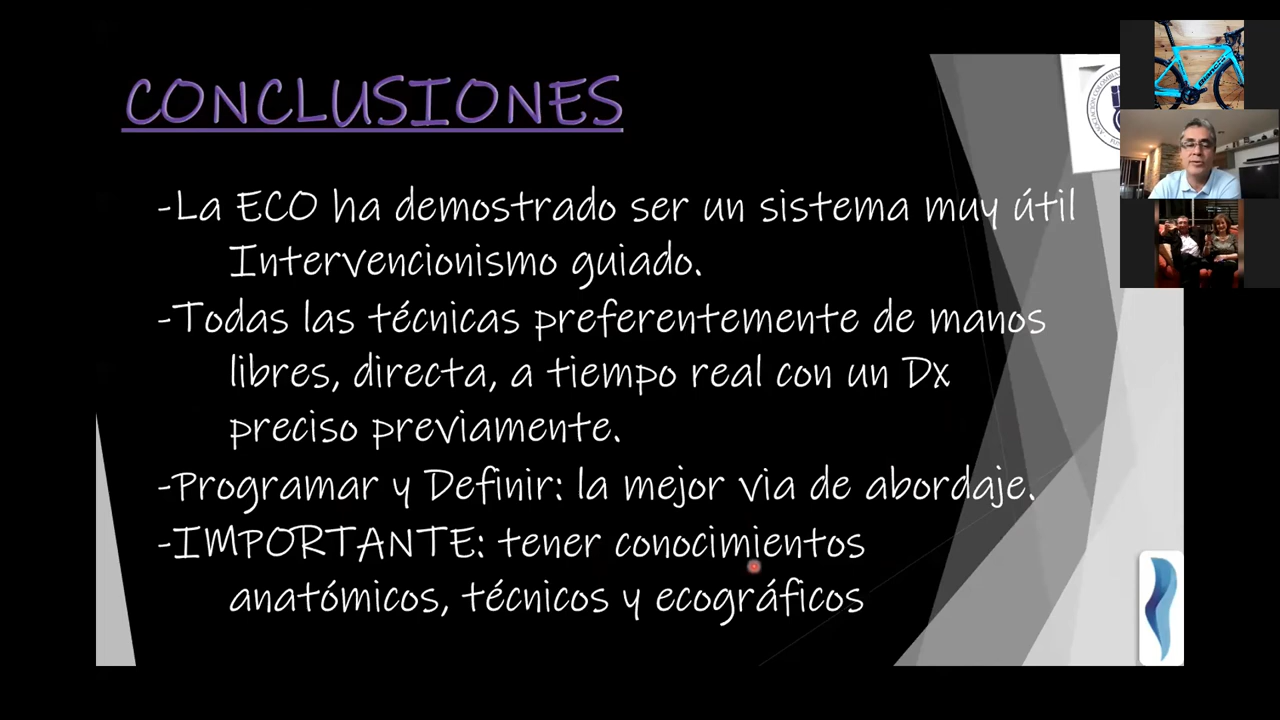 CONCLUSIONES
-La ECO ha demostrado ser un sistema muy útil
Intervencionismo guiado.
-Todas las técnicas preferentemente de manos
libres, directa, a tiempo real con un Dx
preciso previamente.
-Programar y Definir: la mejor via de abordaje.
-IMPORTANTE: tener conocimientos
anatómicos, técnicos y ecográficos